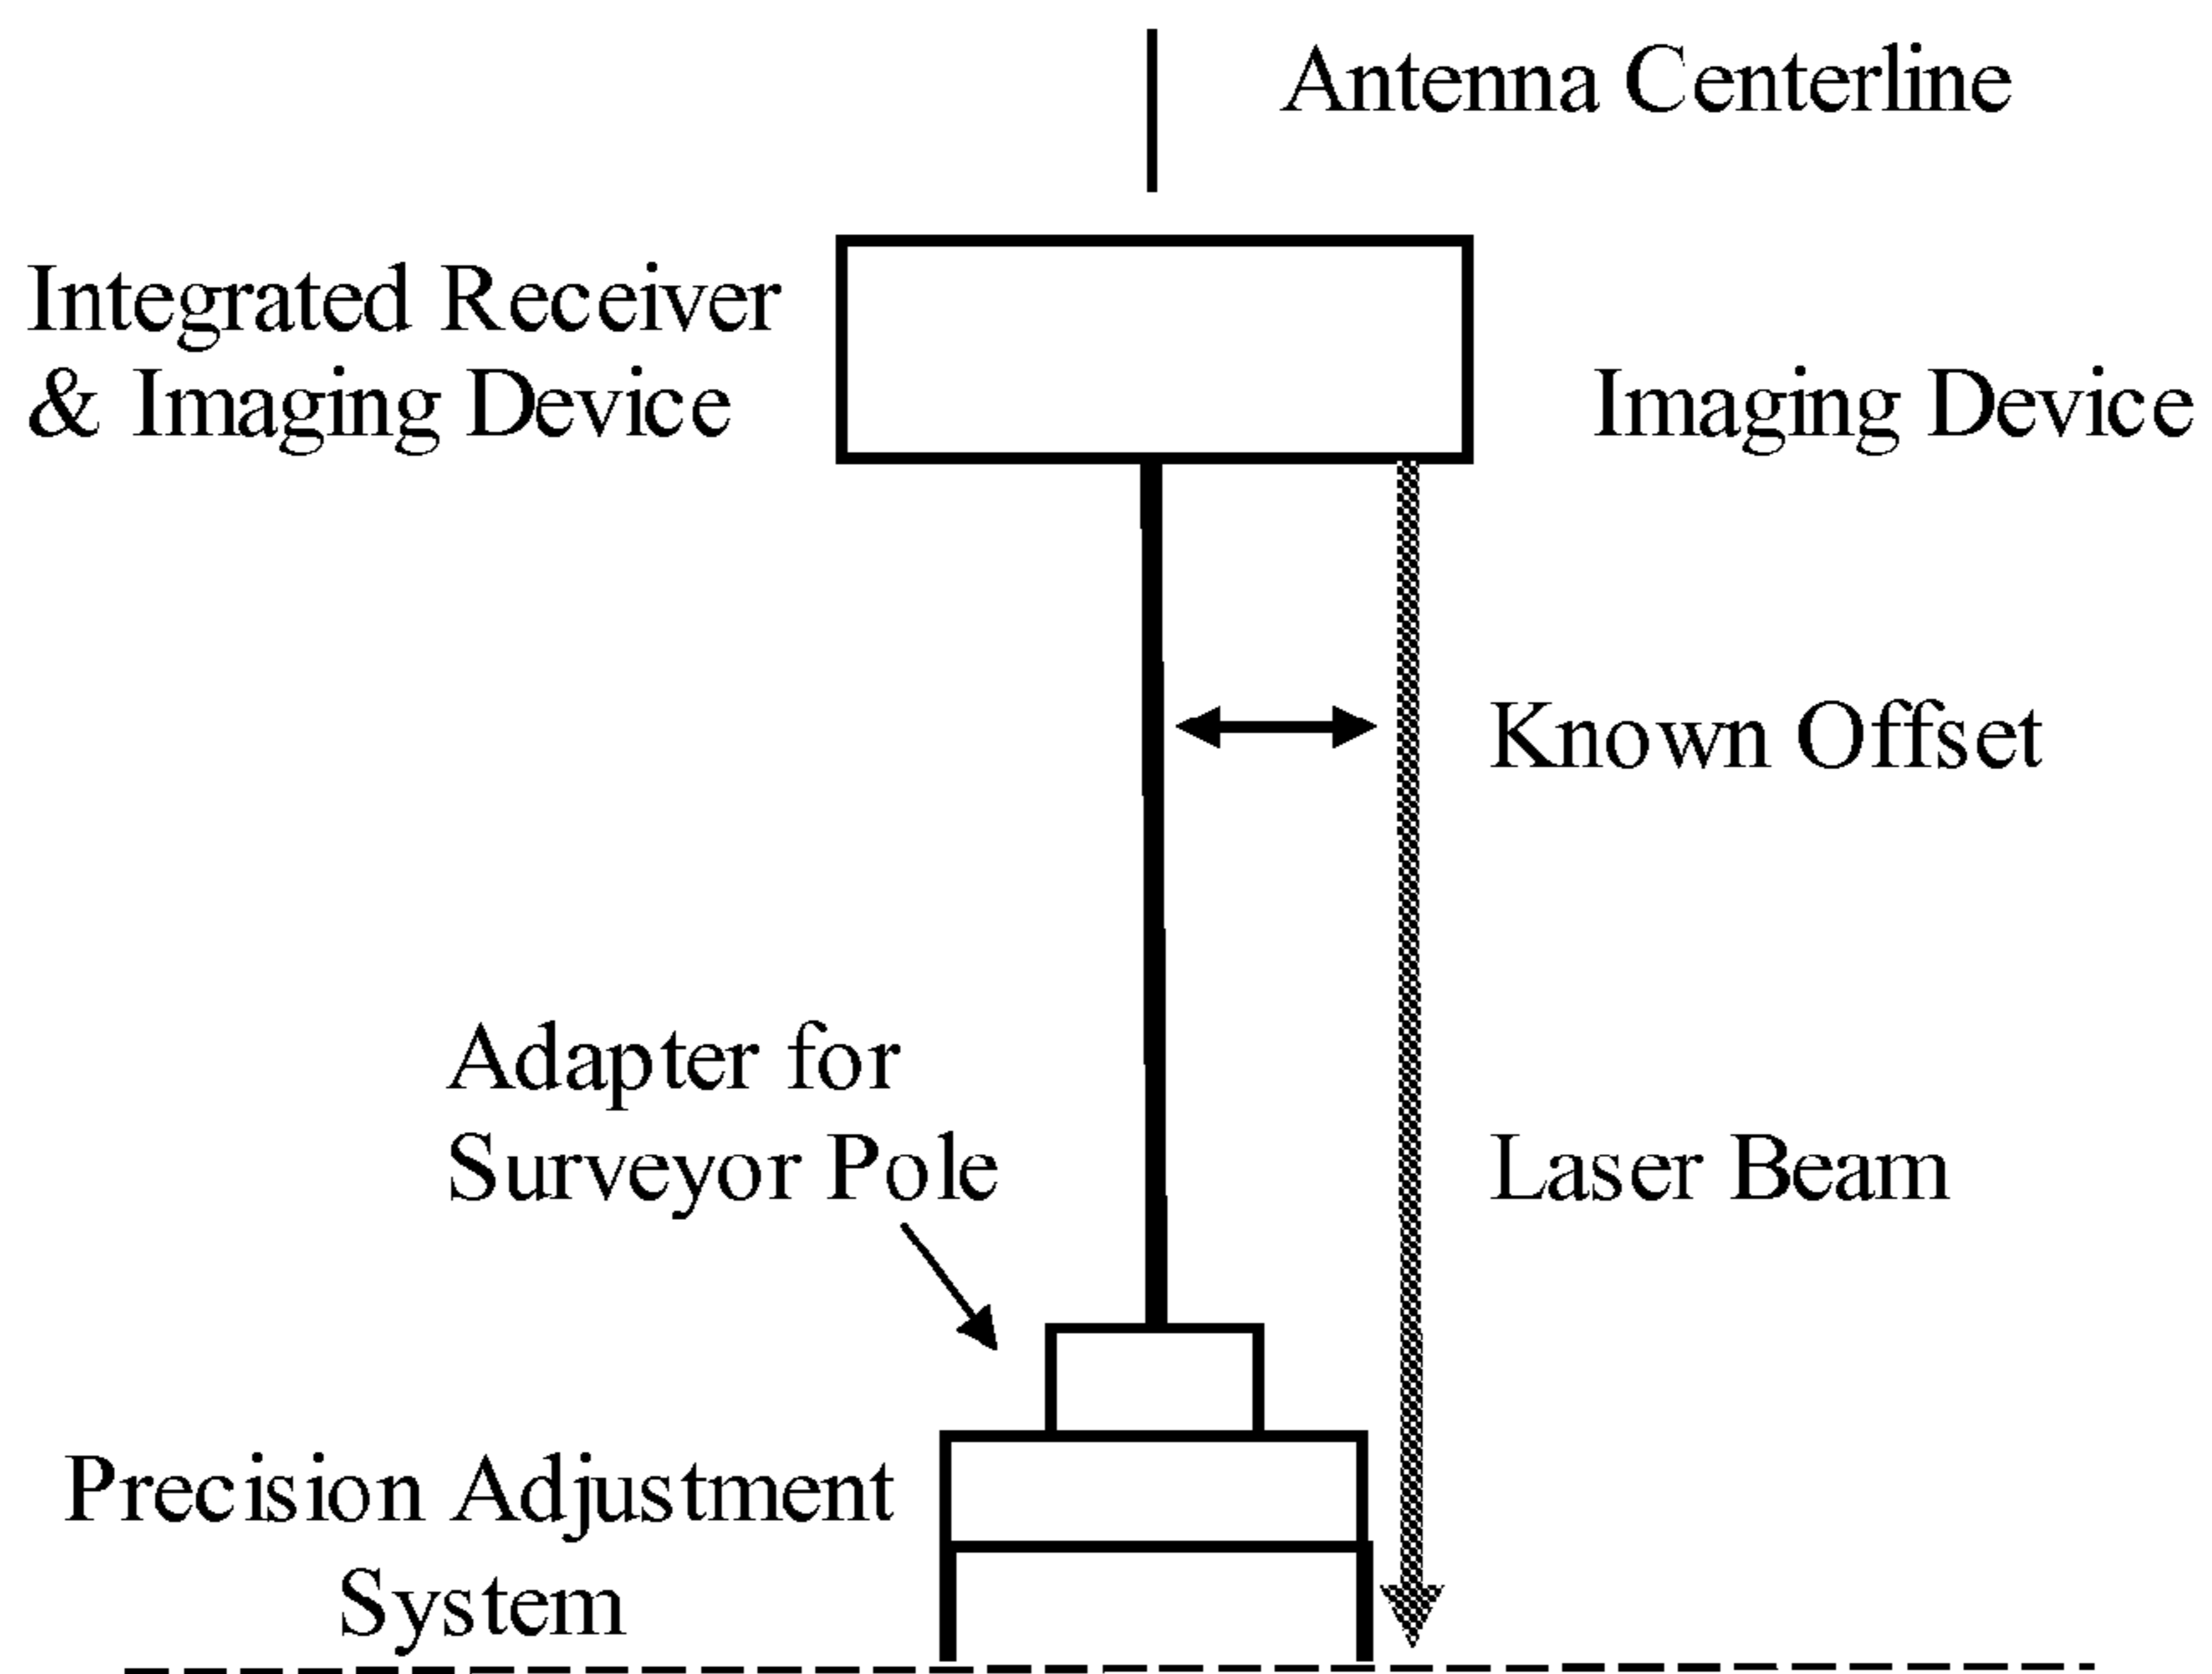 Antenna Centerline
Integrated Receiver
& Imaging Device
Imaging Device
Known Offset
Adapter for
Surveyor Pole
Laser Beam
Precision Adjustment
System